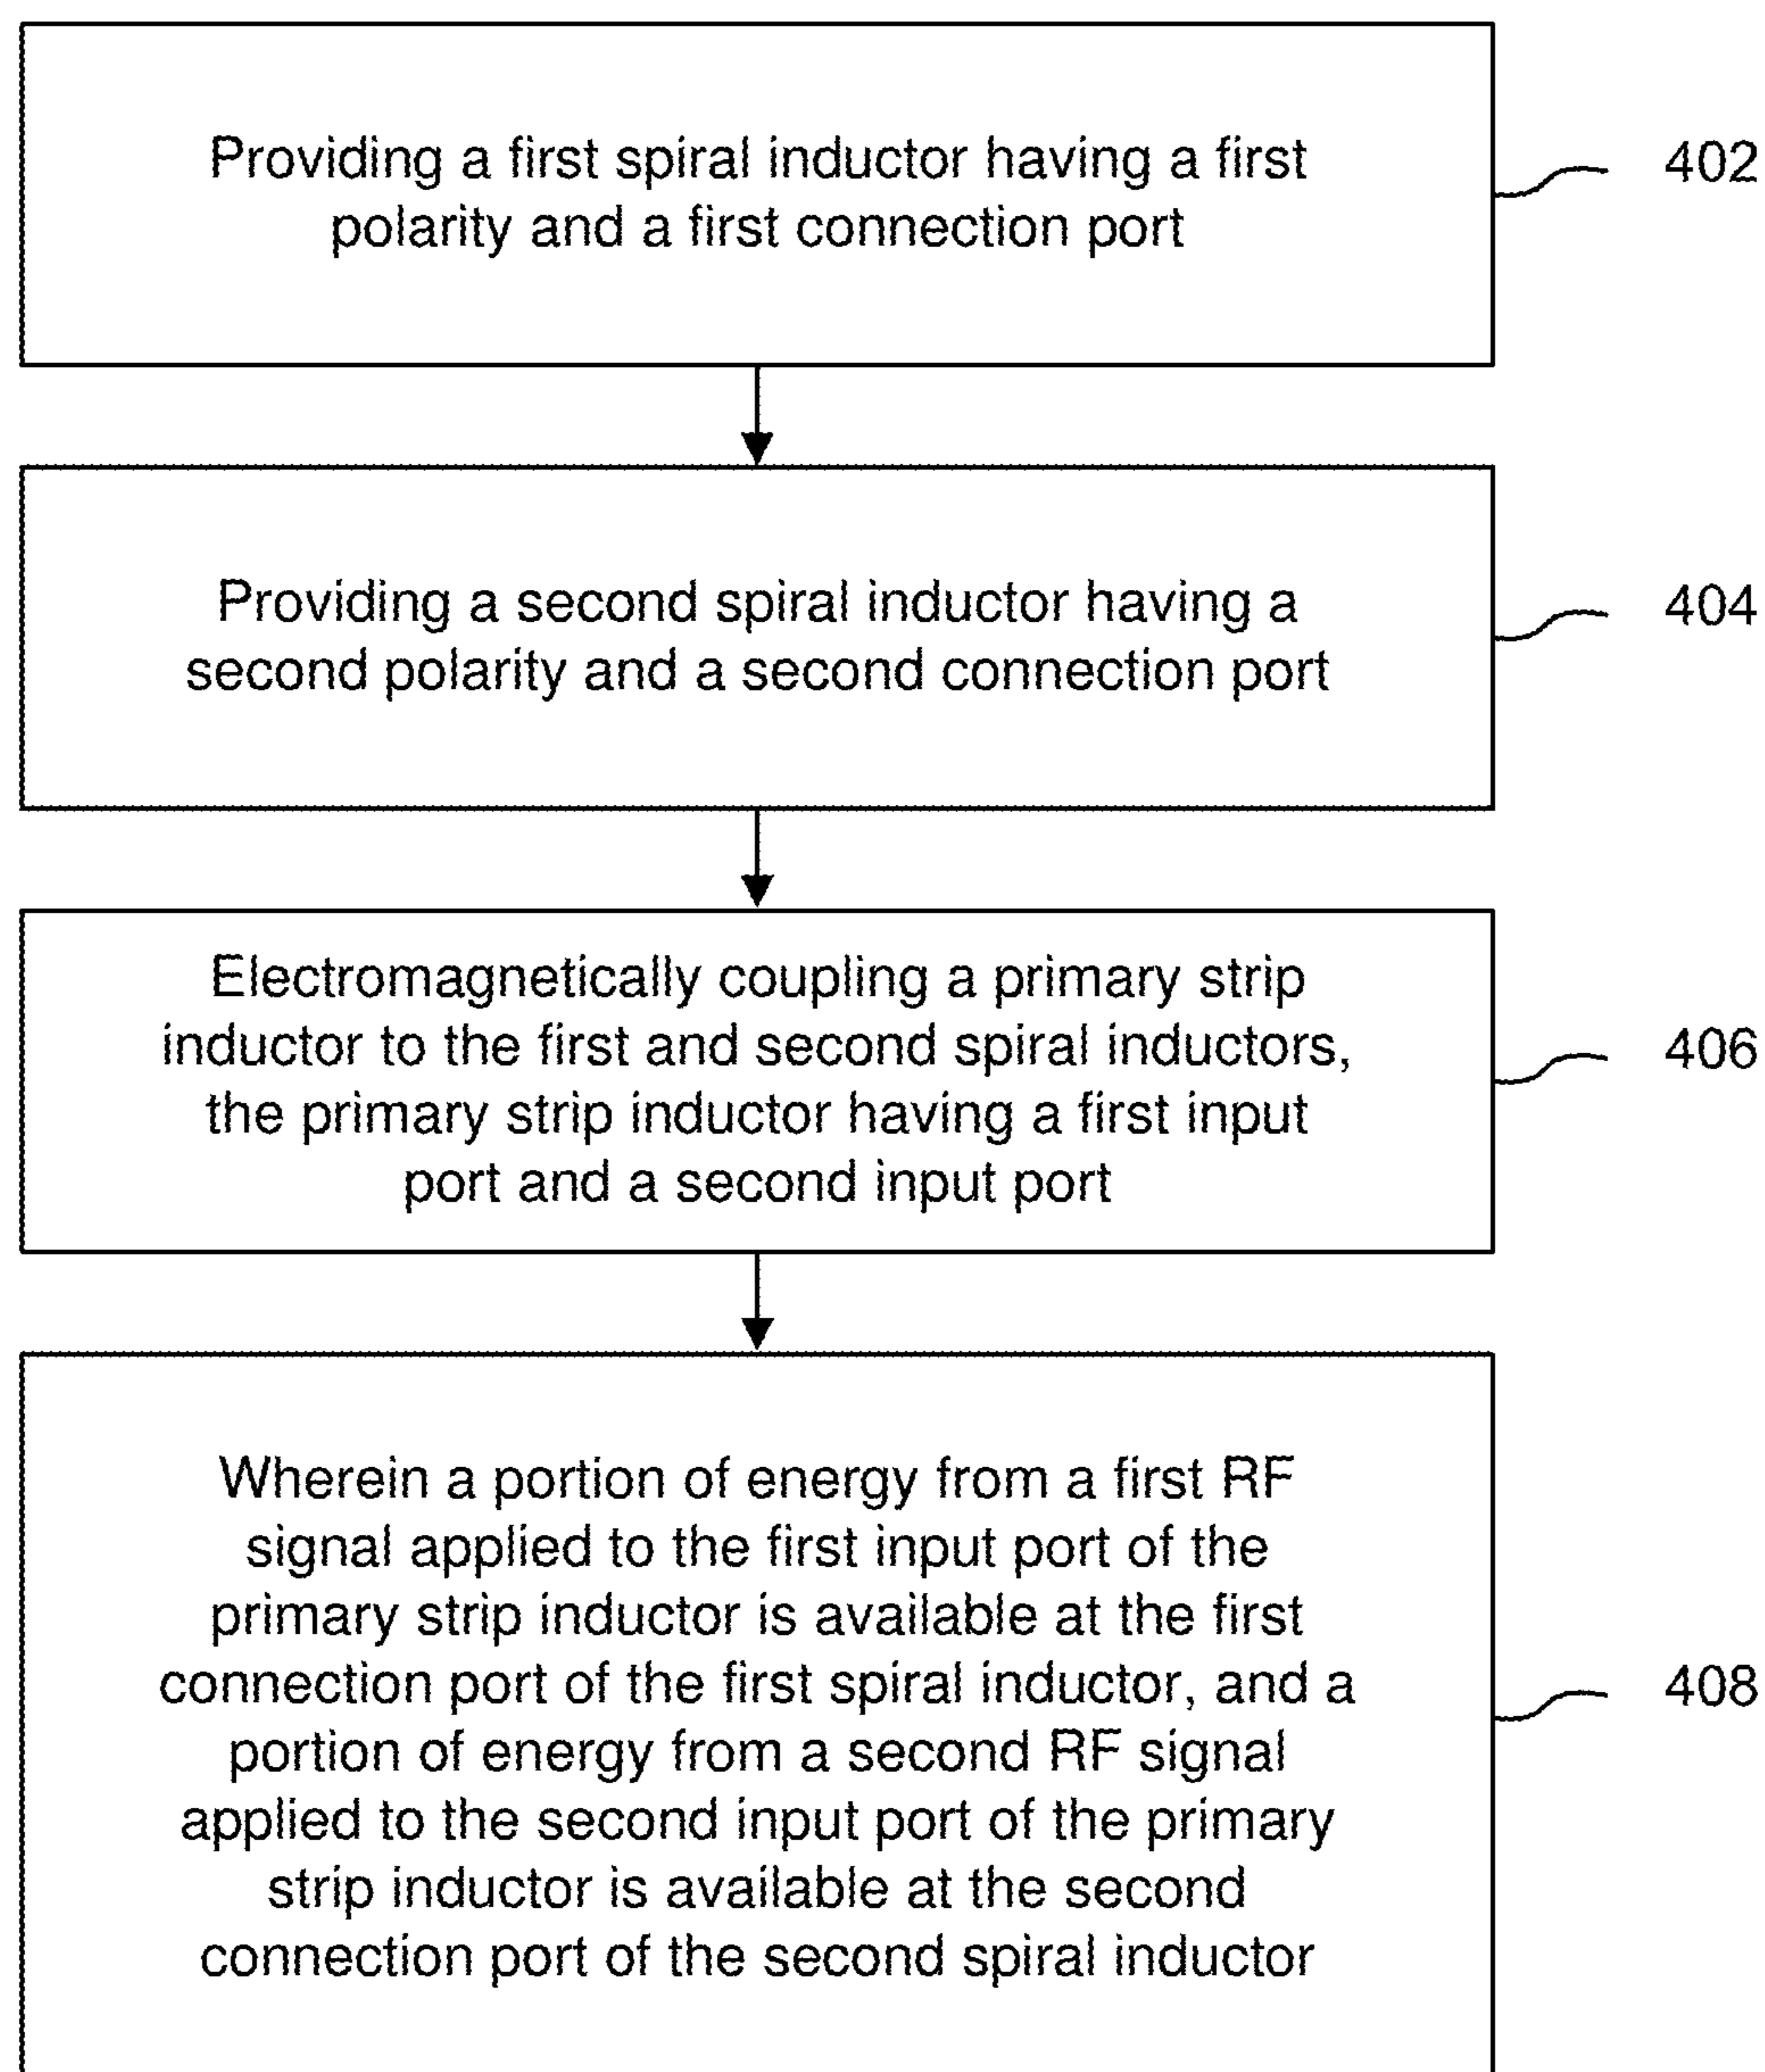 Providing a first spiral inductor having a first
polarity and a first connection port
402
Providing a second spiral inductor having a
second polarity and a second connection port
404
Electromagnetically coupling a primary strip
inductor to the first and second spiral inductors,
the primary strip inductor having a first input
port and a second input port
406
Wherein a portion of energy from a first RF
signal applied to the first input port of the
primary strip inductor is available at the first
connection port of the first spiral inductor, and a
portion of energy from a second RF signal
applied to the second input port of the primary
strip inductor is available at the second
connection port of the second spiral inductor
408